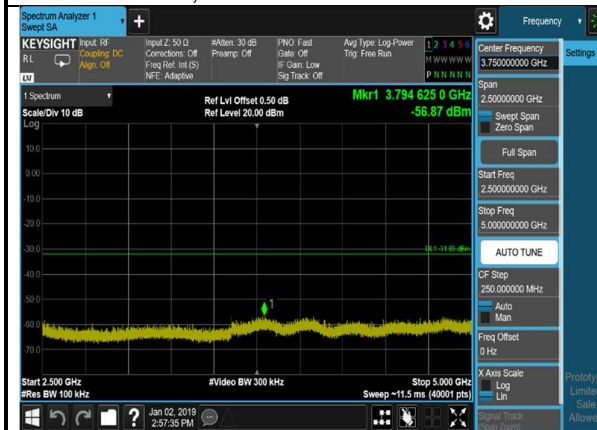 Spectrum Analyzer 1
Swept SA
Frequency
KEYSIGHT
Input: RF
Coupling: DC
Align: Off
Input Z: 50 Ω
Corrections: Off
Freq Ref: Int (S)
NFE: Adaptive
#Atten: 30 dB
Preamp: Off
PNO: Fast
Gate: Off
IF Gain: Low
Sig Track: Off
Avg Type: Log-Power
Trig: Free Run
1 2 3 4 5 6
M W W W W W
P N N N N N
RL
LV
1 Spectrum
Scale/Div 10 dB
Log
Ref Lvl Offset 0.50 dB
Ref Level 20.00 dBm
Mkr1 3.794 625 0 GHz
-56.87 dBm
10.0
0.00
-10.0
-20.0
-30.0
-40.0
-50.0
-60.0
-70.0
1
Start 2.500 GHz
#Res BW 100 kHz
#Video BW 300 kHz
Stop 5.000 GHz
Sweep ~11.5 ms (40001 pts)
Center Frequency
3.750000000 GHz
Settings
Span
2.50000000 GHz
Swept Span
Zero Span
Full Span
Start Freq
2.500000000 GHz
Stop Freq
5.000000000 GHz
AUTO TUNE
CF Step
250.000000 MHz
Auto
Man
Freq Offset
0 Hz
X Axis Scale
Log
Lin
Signal Track
(Span Zoom)
Jan 02, 2019
2:57:35 PM